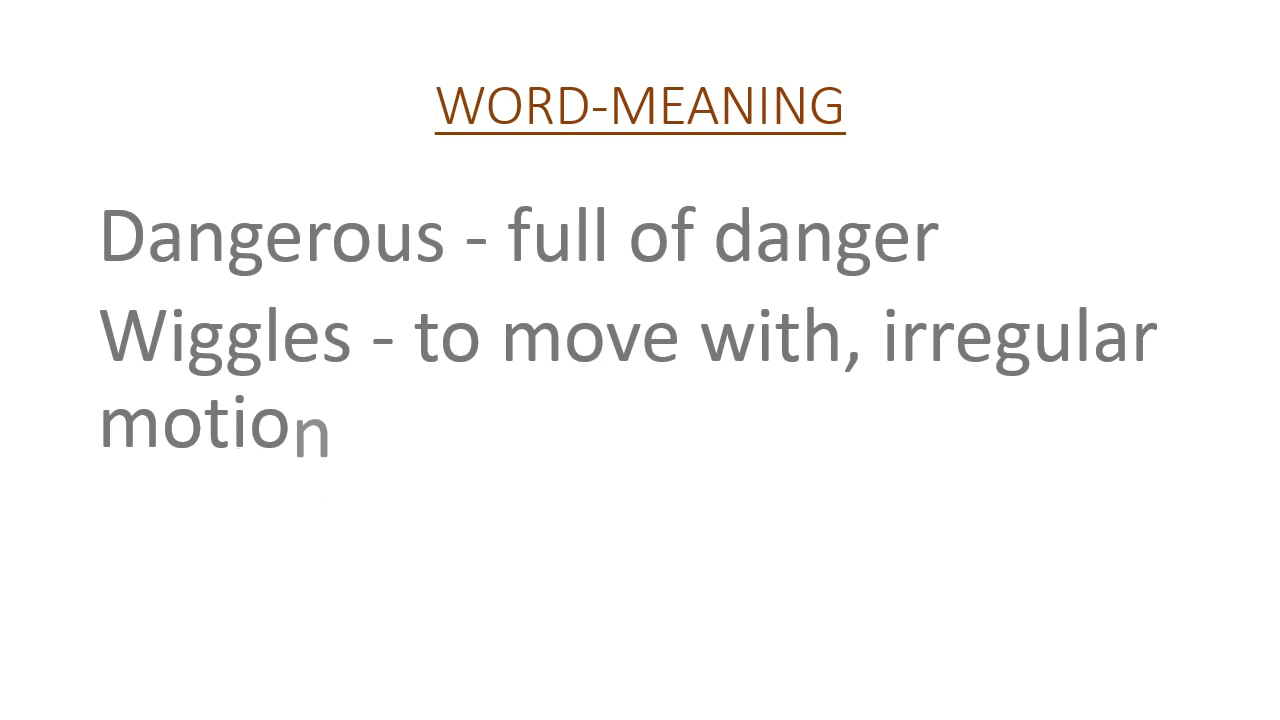 WORD-MEANING
Dangerous - full of danger
Wiggles - to move with, irregular
motion